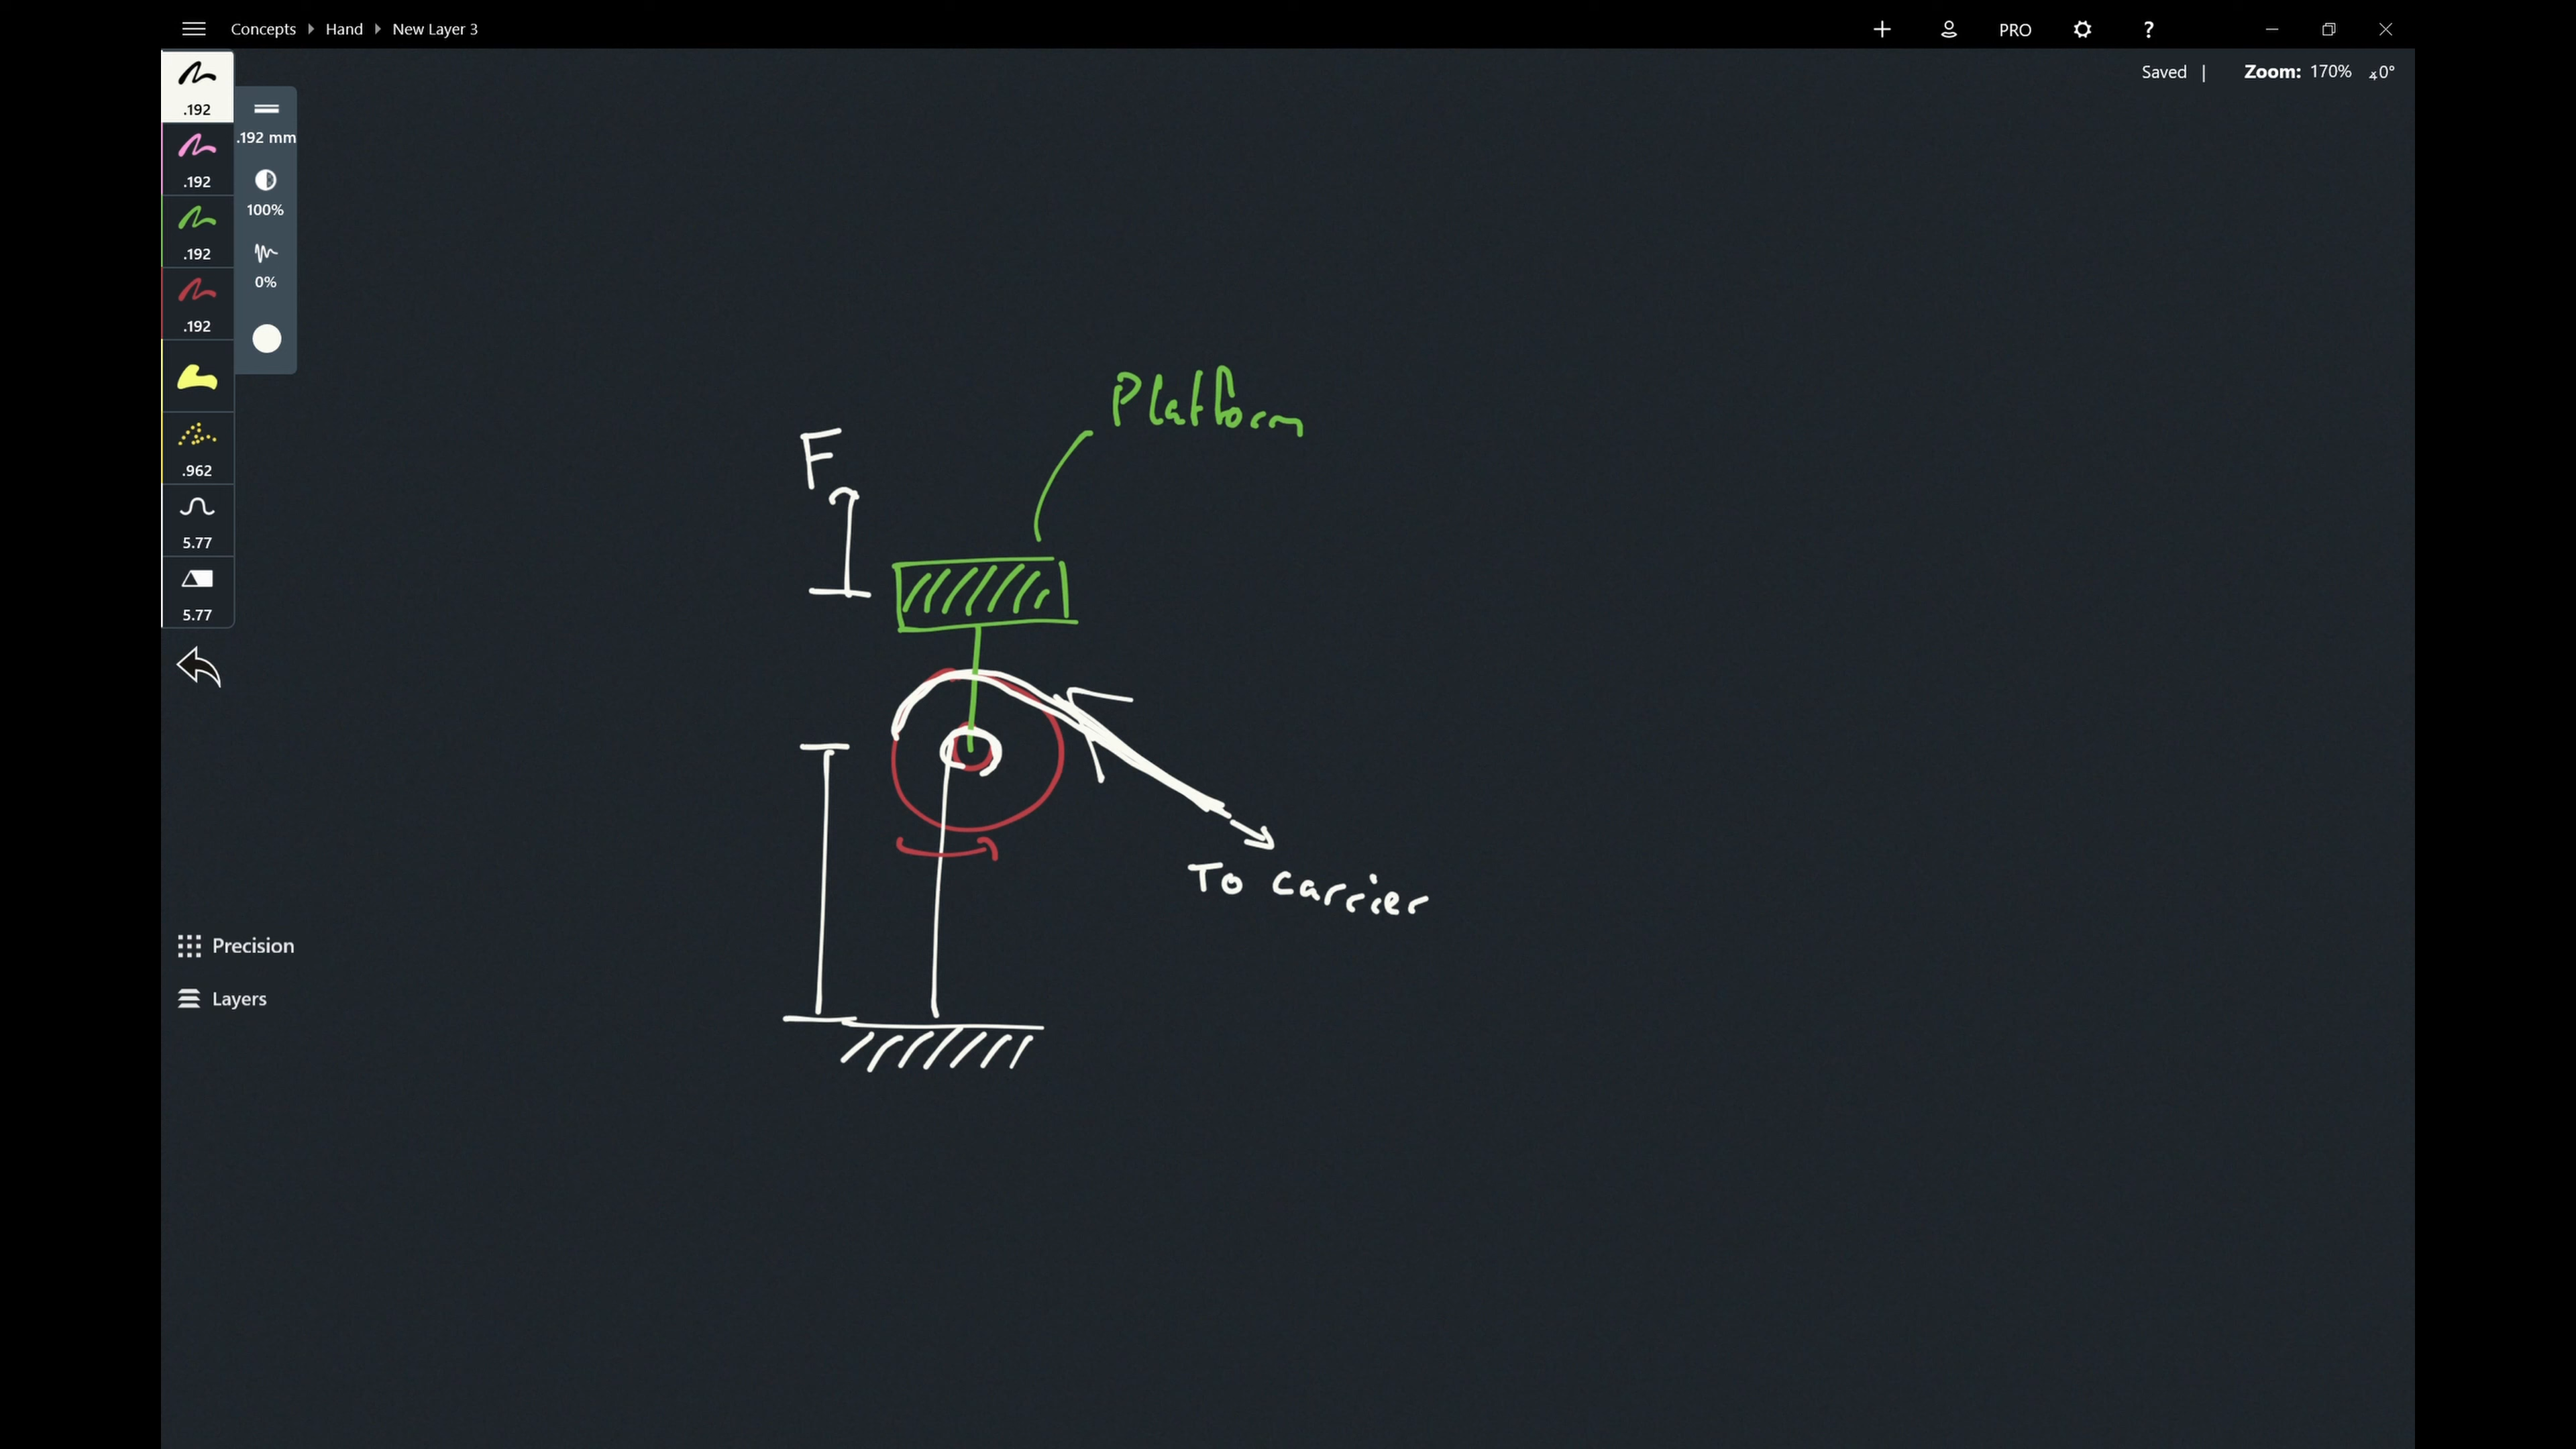 Concepts Hand New Layer 3
PRO ?
Saved | Zoom: 170% 0°
.192
.192 mm
.192
100%
.192
0%
.192
.962
5.77
5.77
Precision
Layers
Platform
F
To carrier